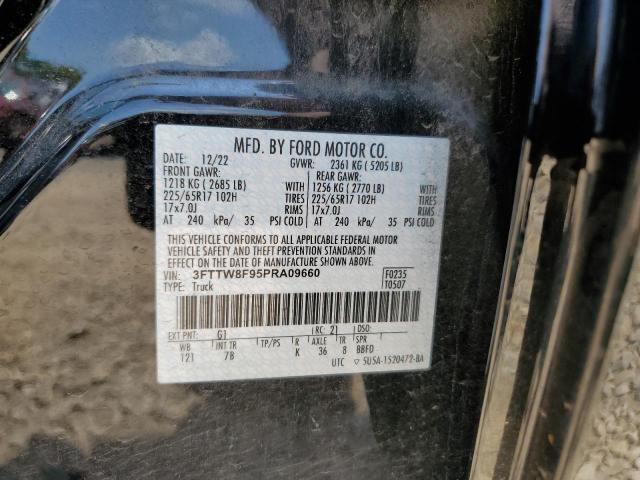 MFD. BY FORD MOTOR CO.
DATE: 12/22 GVWR: 2361 KG ( 5205 LB)
FRONT GAWR: REAR GAWR:
1218 KG ( 2685 LB) WITH 1256 KG ( 2770 LB) WITH
225/65R17 102H TIRES 225/65R17 102H TIRES
17x7.0J RIMS 17x7.0J RIMS
AT 240 kPa/ 35 PSI COLD AT 240 kPa/ 35 PSI COLD
THIS VEHICLE CONFORMS TO ALL APPLICABLE FEDERAL MOTOR
VEHICLE SAFETY AND THEFT PREVENTION STANDARDS IN EFFECT
ON THE DATE OF MANUFACTURE SHOWN ABOVE.
VIN: 3FTTW8F95PRA09660 F0235
TYPE: Truck T0507
EXT PNT: G1 RC: 21 DSO:
WB INT TR TP/PS R AXLE TR SPR
121 7B K 36 8 BBFD
UTC ▽ 5U5A-1520472-BA